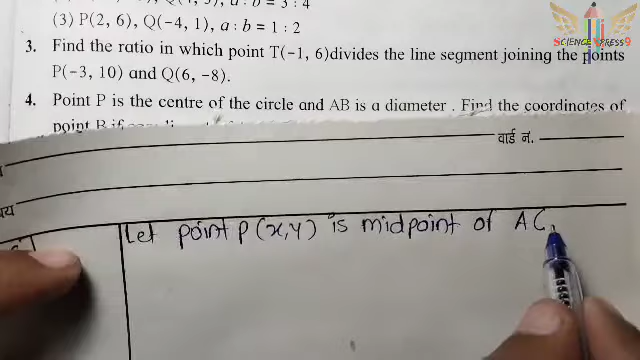 SCIENCE XPRESS 9
(3) P(2, 6), Q(−4, 1), a : b = 1 : 2
3. Find the ratio in which point T(−1, 6)divides the line segment joining the points
P(−3, 10) and Q(6, −8).
4. Point P is the centre of the circle and AB is a diameter . Find the coordinates of
point B if
वार्ड नं.
Let point P(x,y) is midpoint of AC